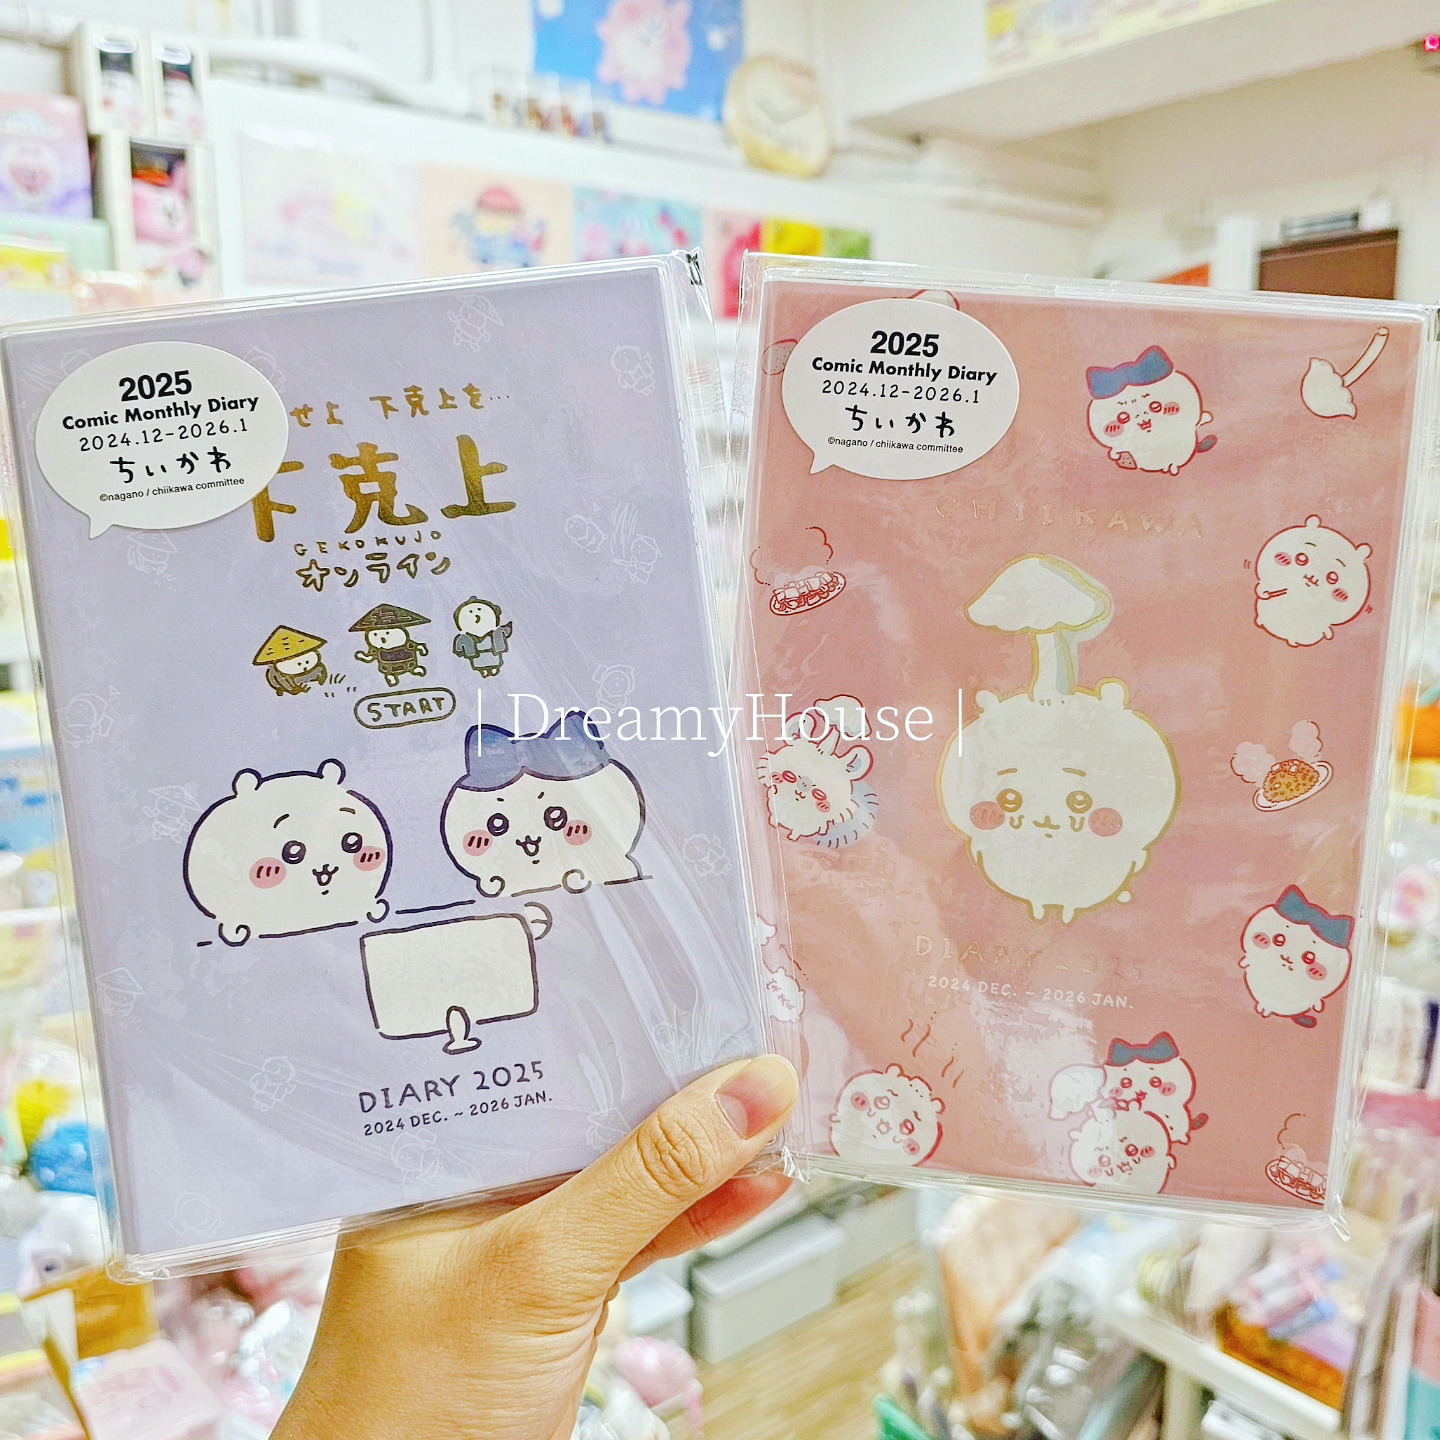 2025
Comic Monthly Diary
2024.12-2026.1
ちいかわ
©nagano / chiikawa committee
せよ 下克上を…
下克上
GEKOKUJO
オンライン
START
DIARY 2025
2024 DEC. ~ 2026 JAN.
2025
Comic Monthly Diary
2024.12-2026.1
ちいかわ
©nagano / chiikawa committee
CHIIKAWA
DIARY 2025
2024 DEC. ~ 2026 JAN.
| DreamyHouse |